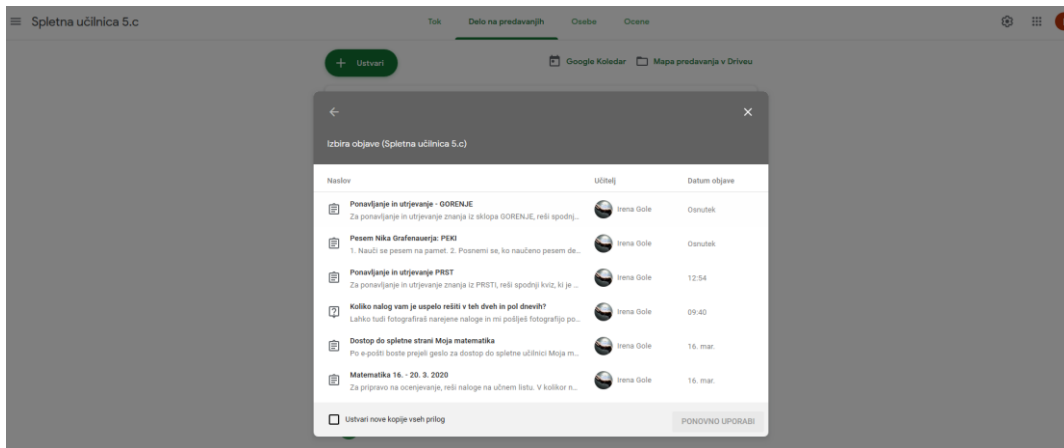 Spletna učilnica 5.c
Tok Delo na predavanjih Osebe Ocene
Ustvari
Google Koledar Mapa predavanja v Driveu
Izbira objave (Spletna učilnica 5.c)
Naslov Učitelj Datum objave
Ponavljanje in utrjevanje - GORENJE
Za ponavljanje in utrjevanje znanja iz sklopa GORENJE, reši spodnj...
Irena Gole Osnutek
Pesem Nika Grafenauerja: PEKI
1. Nauči se pesem na pamet. 2. Posnemi se, ko naučeno pesem de...
Irena Gole Osnutek
Ponavljanje in utrjevanje PRST
Za ponavljanje in utrjevanje znanja iz PRSTI, reši spodnji kviz, ki je ...
Irena Gole 12:54
Koliko nalog vam je uspelo rešiti v teh dveh in pol dnevih?
Lahko tudi fotografiraš narejene naloge in mi pošlješ fotografijo po...
Irena Gole 09:40
Dostop do spletne strani Moja matematika
Po e-pošti boste prejeli geslo za dostop do spletne učilnici Moja m...
Irena Gole 16. mar.
Matematika 16. - 20. 3. 2020
Za pripravo na ocenjevanje, reši naloge na učnem listu. V kolikor n...
Irena Gole 16. mar.
Ustvari nove kopije vseh prilog
PONOVNO UPORABI